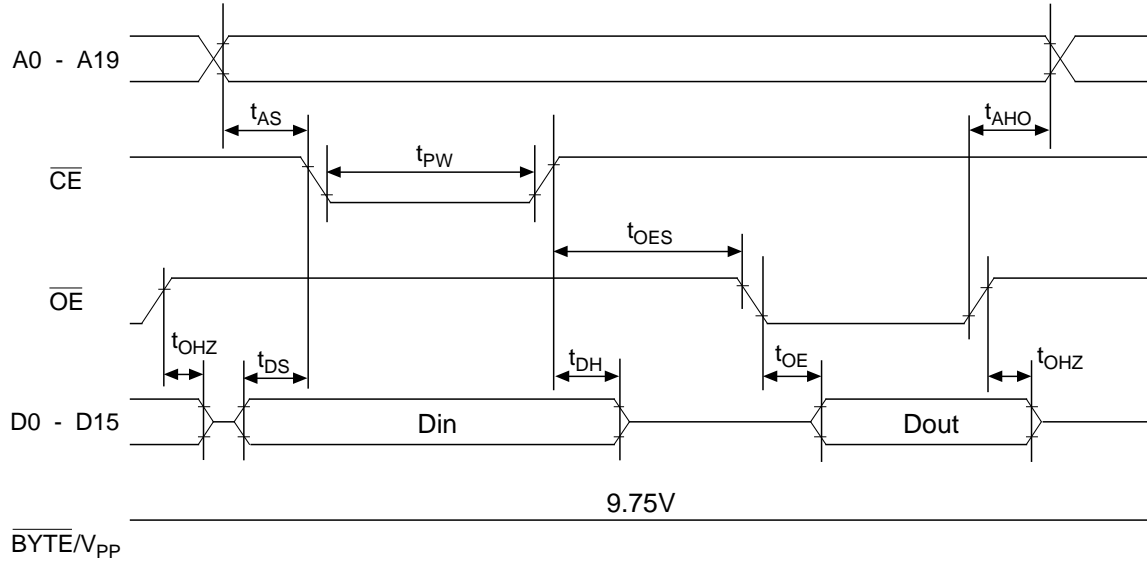 A0 - A19
tAS
tAHO
CE
tPW
tOES
OE
tOHZ
tDS
tDH
tOE
tOHZ
D0 - D15
Din
Dout
9.75V
BYTE/VPP